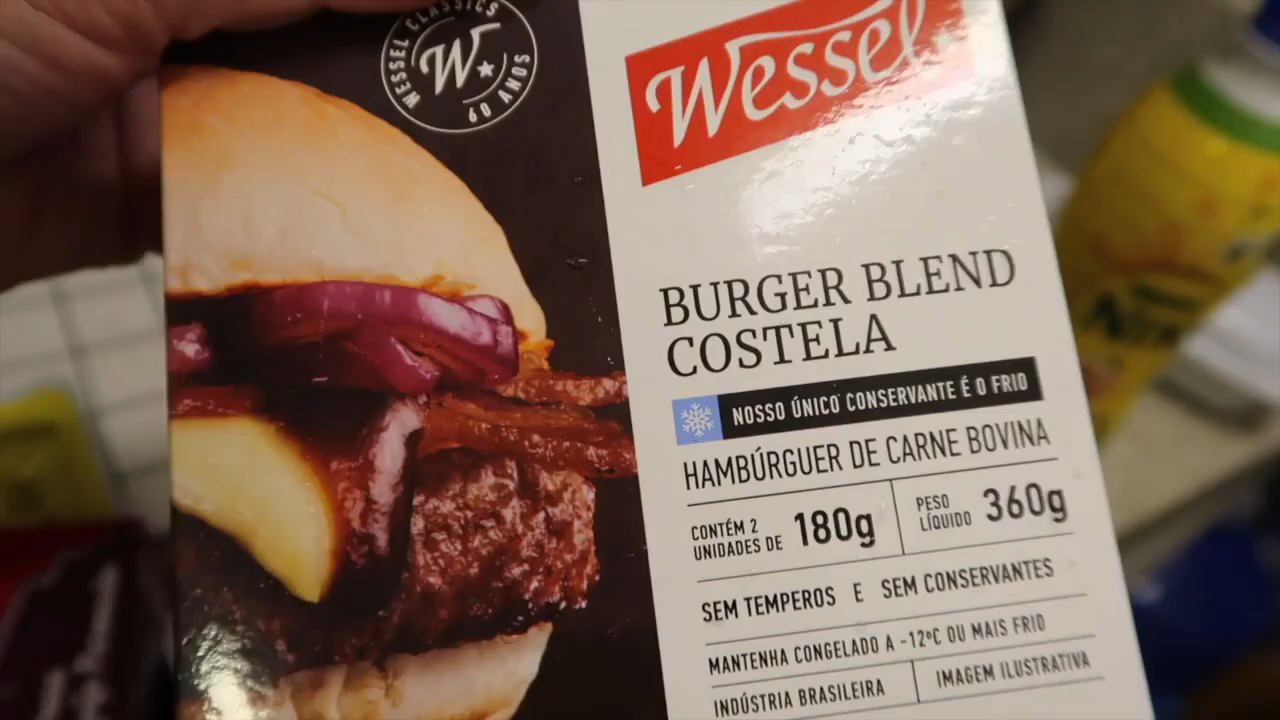 WESSEL CLASSICS
W
60 ANOS
Wessel
BURGER BLEND
COSTELA
NOSSO ÚNICO CONSERVANTE É O FRIO
HAMBÚRGUER DE CARNE BOVINA
CONTÉM 2
UNIDADES DE 180g
PESO
LÍQUIDO 360g
SEM TEMPEROS E SEM CONSERVANTES
MANTENHA CONGELADO A -12ºC OU MAIS FRIO
INDÚSTRIA BRASILEIRA
IMAGEM ILUSTRATIVA